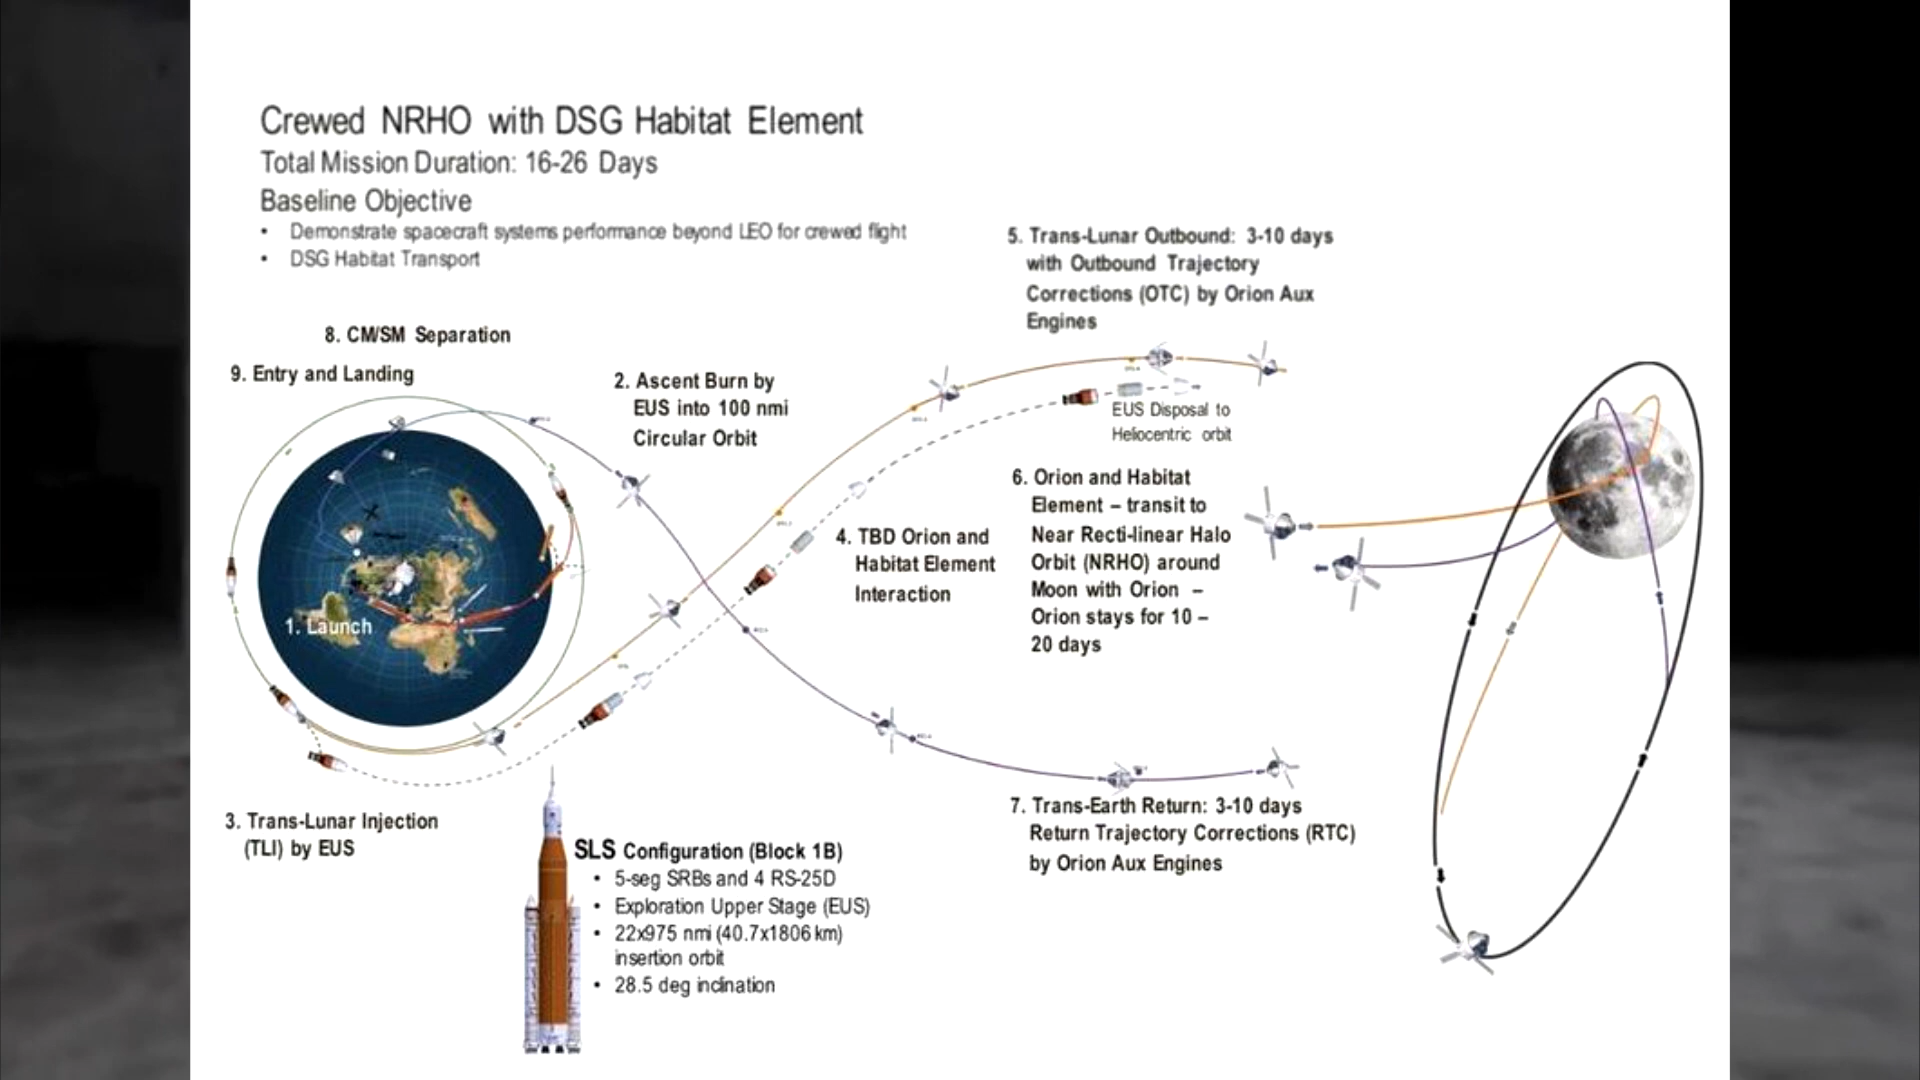 Crewed NRHO with DSG Habitat Element
Total Mission Duration: 16-26 Days
Baseline Objective
• Demonstrate spacecraft systems performance beyond LEO for crewed flight
• DSG Habitat Transport
5. Trans-Lunar Outbound: 3-10 days
with Outbound Trajectory
Corrections (OTC) by Orion Aux
Engines
8. CM/SM Separation
9. Entry and Landing
2. Ascent Burn by
EUS into 100 nmi
Circular Orbit
EUS Disposal to
Heliocentric orbit
6. Orion and Habitat
Element – transit to
Near Recti-linear Halo
Orbit (NRHO) around
Moon with Orion –
Orion stays for 10 –
20 days
4. TBD Orion and
Habitat Element
Interaction
1. Launch
3. Trans-Lunar Injection
(TLI) by EUS
7. Trans-Earth Return: 3-10 days
Return Trajectory Corrections (RTC)
by Orion Aux Engines
SLS Configuration (Block 1B)
• 5-seg SRBs and 4 RS-25D
• Exploration Upper Stage (EUS)
• 22x975 nmi (40.7x1806 km)
insertion orbit
• 28.5 deg inclination